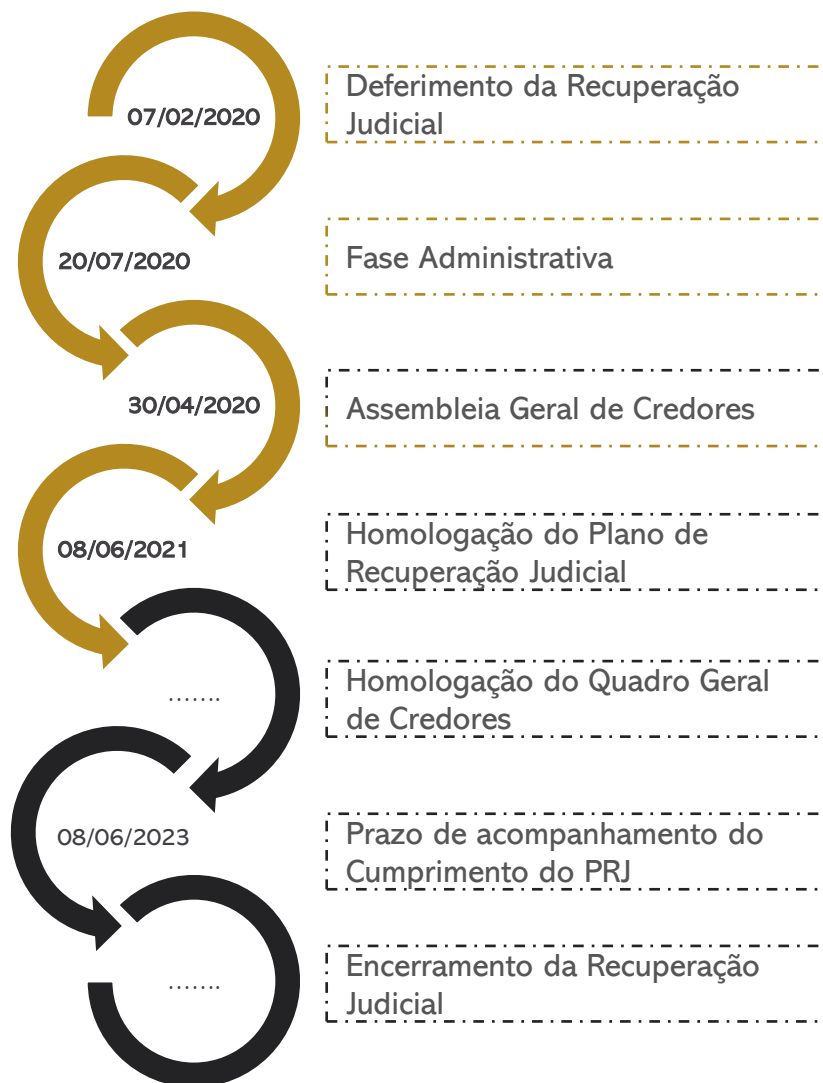 07/02/2020
Deferimento da Recuperação
Judicial
20/07/2020
Fase Administrativa
30/04/2020
Assembleia Geral de Credores
08/06/2021
Homologação do Plano de
Recuperação Judicial
.......
Homologação do Quadro Geral
de Credores
08/06/2023
Prazo de acompanhamento do
Cumprimento do PRJ
.......
Encerramento da Recuperação
Judicial